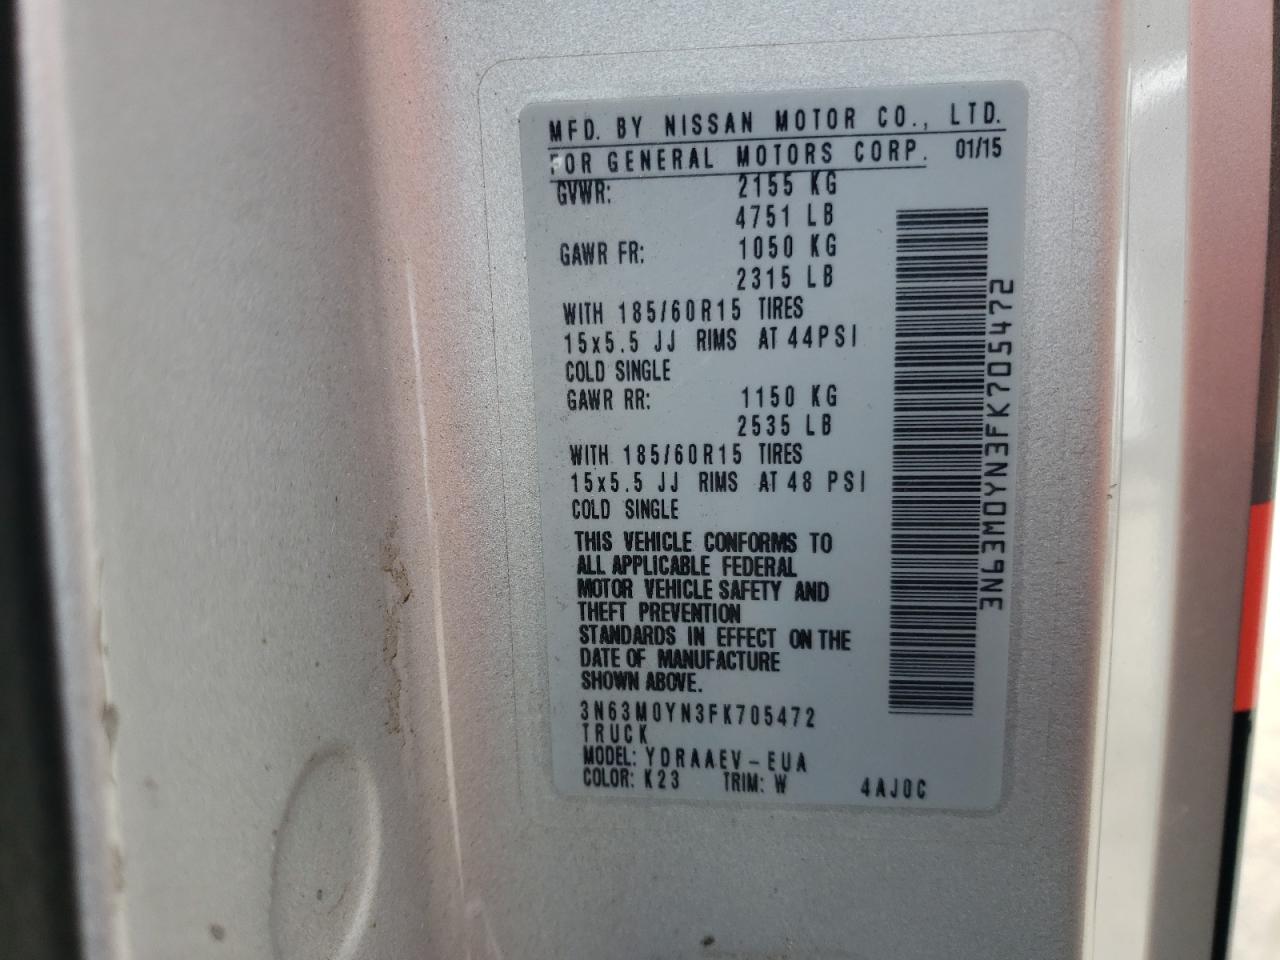 MFD. BY NISSAN MOTOR CO., LTD.
FOR GENERAL MOTORS CORP. 01/15
GVWR: 2155 KG
4751 LB
GAWR FR: 1050 KG
2315 LB
WITH 185/60R15 TIRES
15x5.5 JJ RIMS AT 44PSI
COLD SINGLE
GAWR RR: 1150 KG
2535 LB
WITH 185/60R15 TIRES
15x5.5 JJ RIMS AT 48 PSI
COLD SINGLE
THIS VEHICLE CONFORMS TO
ALL APPLICABLE FEDERAL
MOTOR VEHICLE SAFETY AND
THEFT PREVENTION
STANDARDS IN EFFECT ON THE
DATE OF MANUFACTURE
SHOWN ABOVE.
3N63M0YN3FK705472
TRUCK
MODEL: YDRAAEV-EUA
COLOR: K23 TRIM: W 4AJ0C
3N63M0YN3FK705472